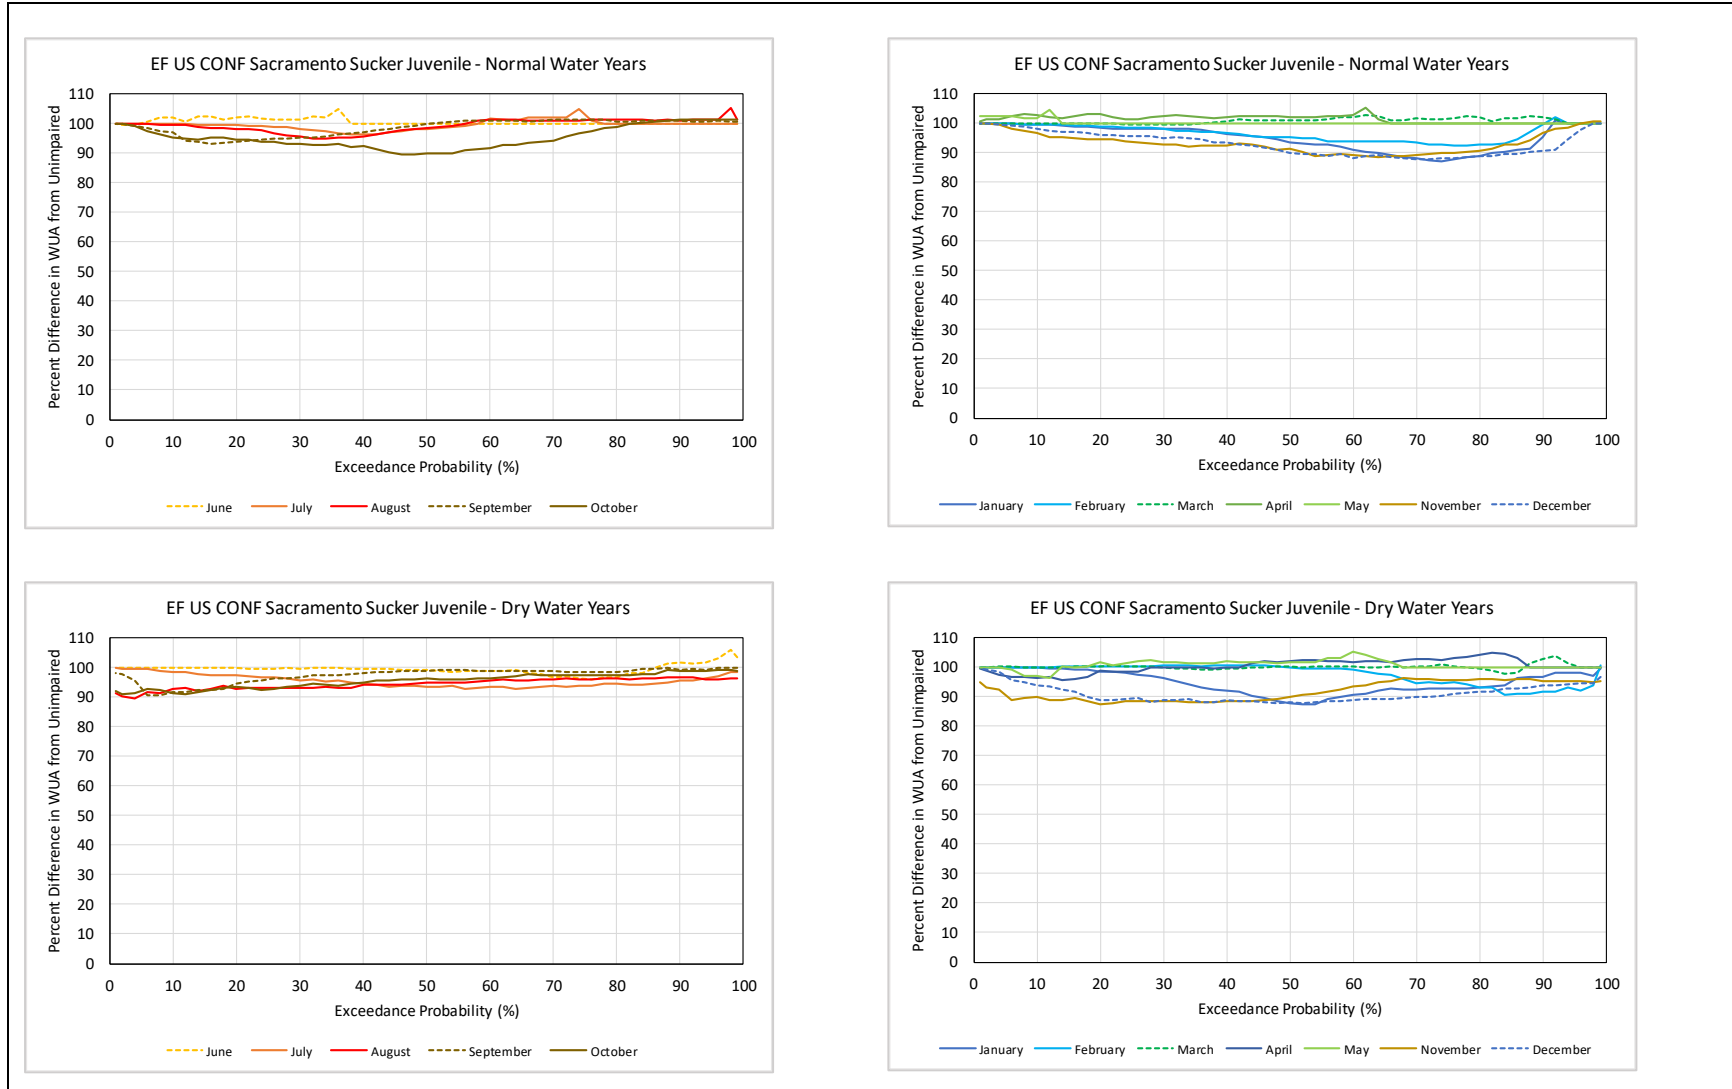 EF US CONF Sacramento Sucker Juvenile - Normal Water Years
Percent Difference in WUA from Unimpaired
110
100
90
80
70
60
50
40
30
20
10
0
0 10 20 30 40 50 60 70 80 90 100
Exceedance Probability (%)
June July August September October
EF US CONF Sacramento Sucker Juvenile - Normal Water Years
Percent Difference in WUA from Unimpaired
110
100
90
80
70
60
50
40
30
20
10
0
0 10 20 30 40 50 60 70 80 90 100
Exceedance Probability (%)
January February March April May November December
EF US CONF Sacramento Sucker Juvenile - Dry Water Years
Percent Difference in WUA from Unimpaired
110
100
90
80
70
60
50
40
30
20
10
0
0 10 20 30 40 50 60 70 80 90 100
Exceedance Probability (%)
June July August September October
EF US CONF Sacramento Sucker Juvenile - Dry Water Years
Percent Difference in WUA from Unimpaired
110
100
90
80
70
60
50
40
30
20
10
0
0 10 20 30 40 50 60 70 80 90 100
Exceedance Probability (%)
January February March April May November December